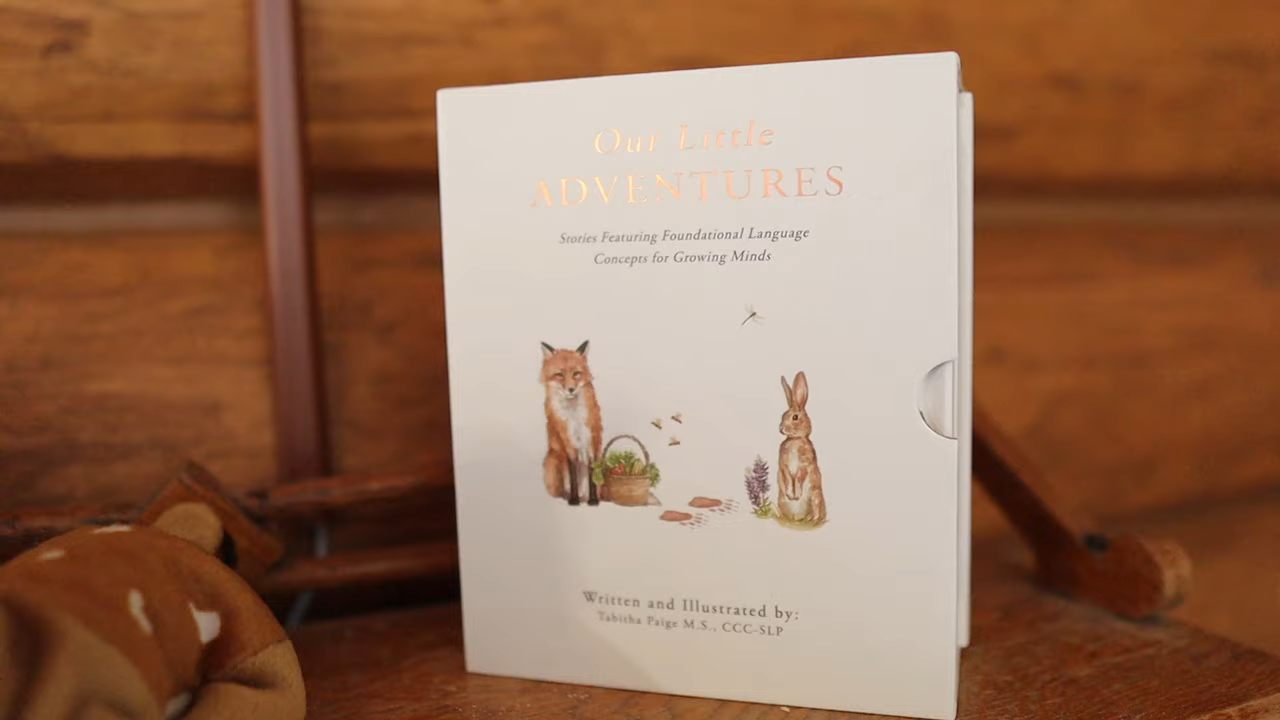 Our Little
ADVENTURES
Stories Featuring Foundational Language
Concepts for Growing Minds
Written and Illustrated by:
Tabitha Paige M.S., CCC-SLP